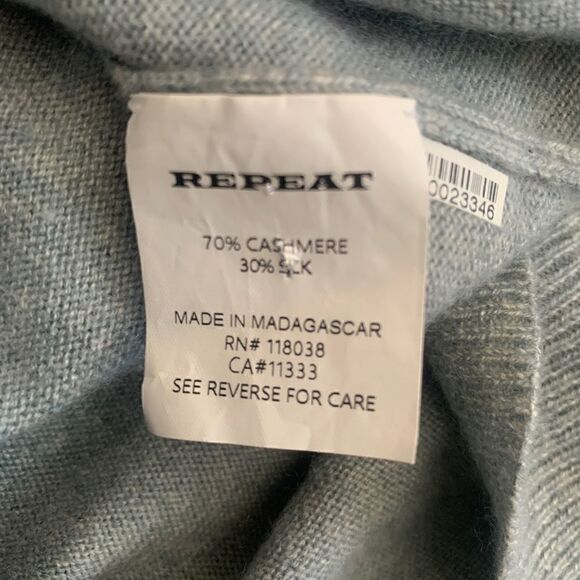 REPEAT
70% CASHMERE
30% SILK
MADE IN MADAGASCAR
RN# 118038
CA#11333
SEE REVERSE FOR CARE
0023346